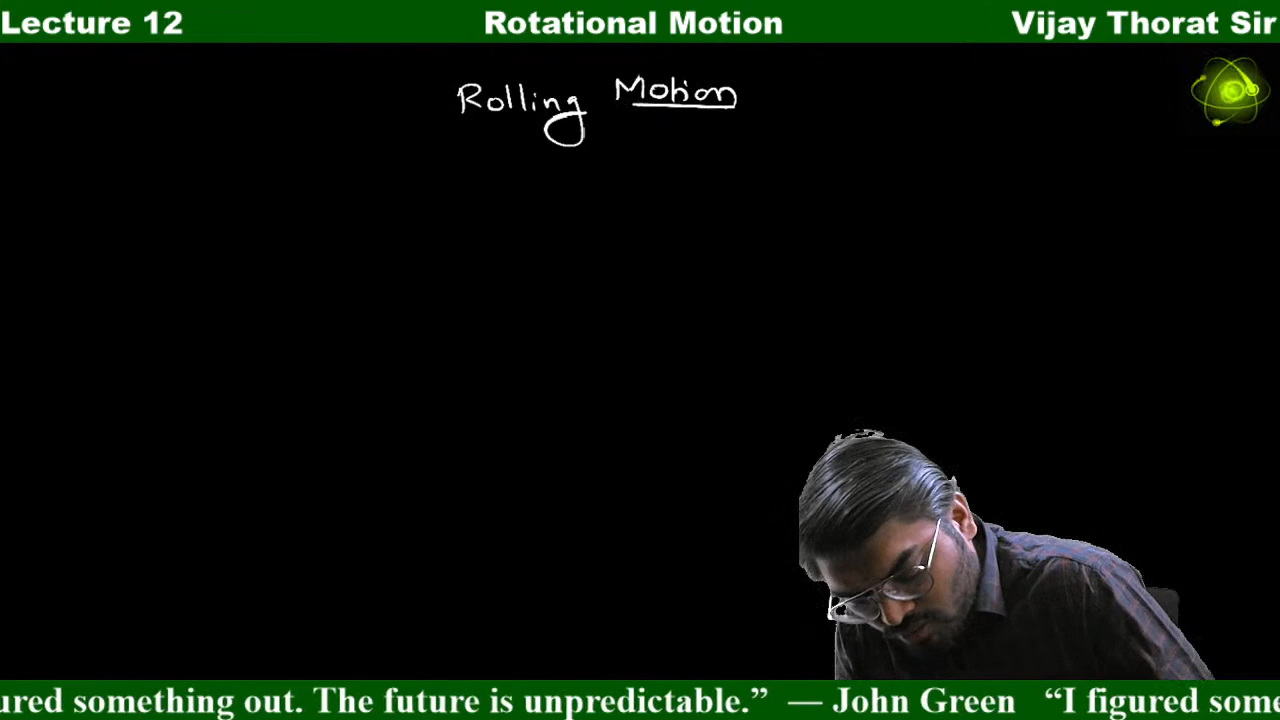 Lecture 12 Rotational Motion Vijay Thorat Sir
Rolling Motion
ured something out. The future is unpredictable.” — John Green “I figured some